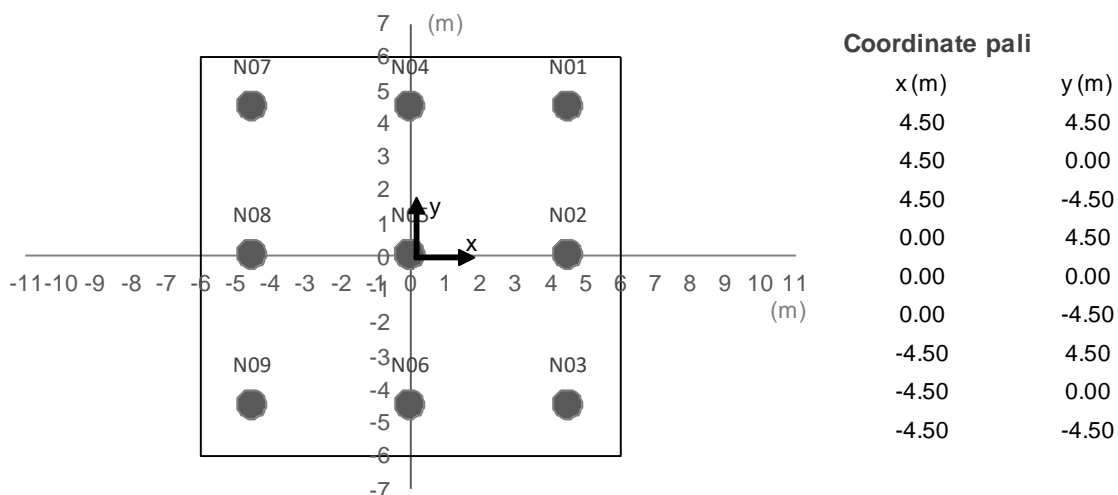 7 (m)
6
N07 N04 N01
5
4
3
2
N08 N05 N02
1 y
x
0
-11 -10 -9 -8 -7 -6 -5 -4 -3 -2 -1 0 1 2 3 4 5 6 7 8 9 10 11
-1
(m)
-2
-3
N09 N06 N03
-4
-5
-6
-7
Coordinate pali
x (m) y (m)
4.50 4.50
4.50 0.00
4.50 -4.50
0.00 4.50
0.00 0.00
0.00 -4.50
-4.50 4.50
-4.50 0.00
-4.50 -4.50